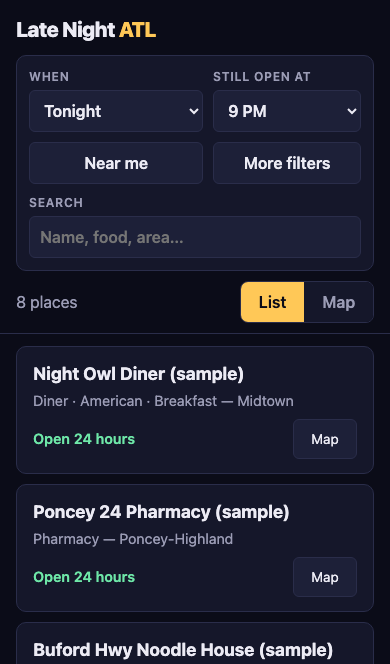 Late Night ATL
WHEN
STILL OPEN AT
Tonight
9 PM
Near me
More filters
SEARCH
Name, food, area...
8 places
List
Map
Night Owl Diner (sample)
Diner · American · Breakfast — Midtown
Open 24 hours
Map
Poncey 24 Pharmacy (sample)
Pharmacy — Poncey-Highland
Open 24 hours
Map
Buford Hwy Noodle House (sample)